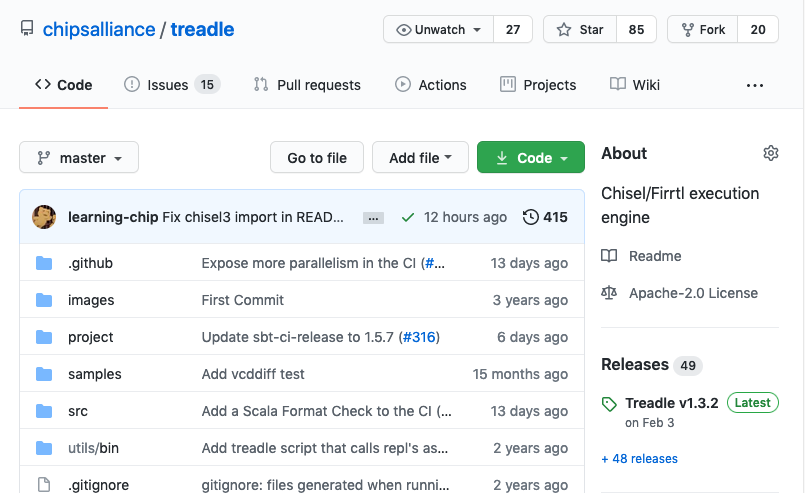 chipsalliance / treadle
Unwatch 27 Star 85 Fork 20
Code Issues 15 Pull requests Actions Projects Wiki ...
master Go to file Add file Code
learning-chip Fix chisel3 import in READ... ... 12 hours ago 415
.github Expose more parallelism in the CI (#... 13 days ago
images First Commit 3 years ago
project Update sbt-ci-release to 1.5.7 (#316) 6 days ago
samples Add vcddiff test 15 months ago
src Add a Scala Format Check to the CI (... 13 days ago
utils/bin Add treadle script that calls repl's as... 2 years ago
.gitignore gitignore: files generated when runni... 2 years ago
About
Chisel/Firrtl execution
engine
Readme
Apache-2.0 License
Releases 49
Treadle v1.3.2 Latest
on Feb 3
+ 48 releases